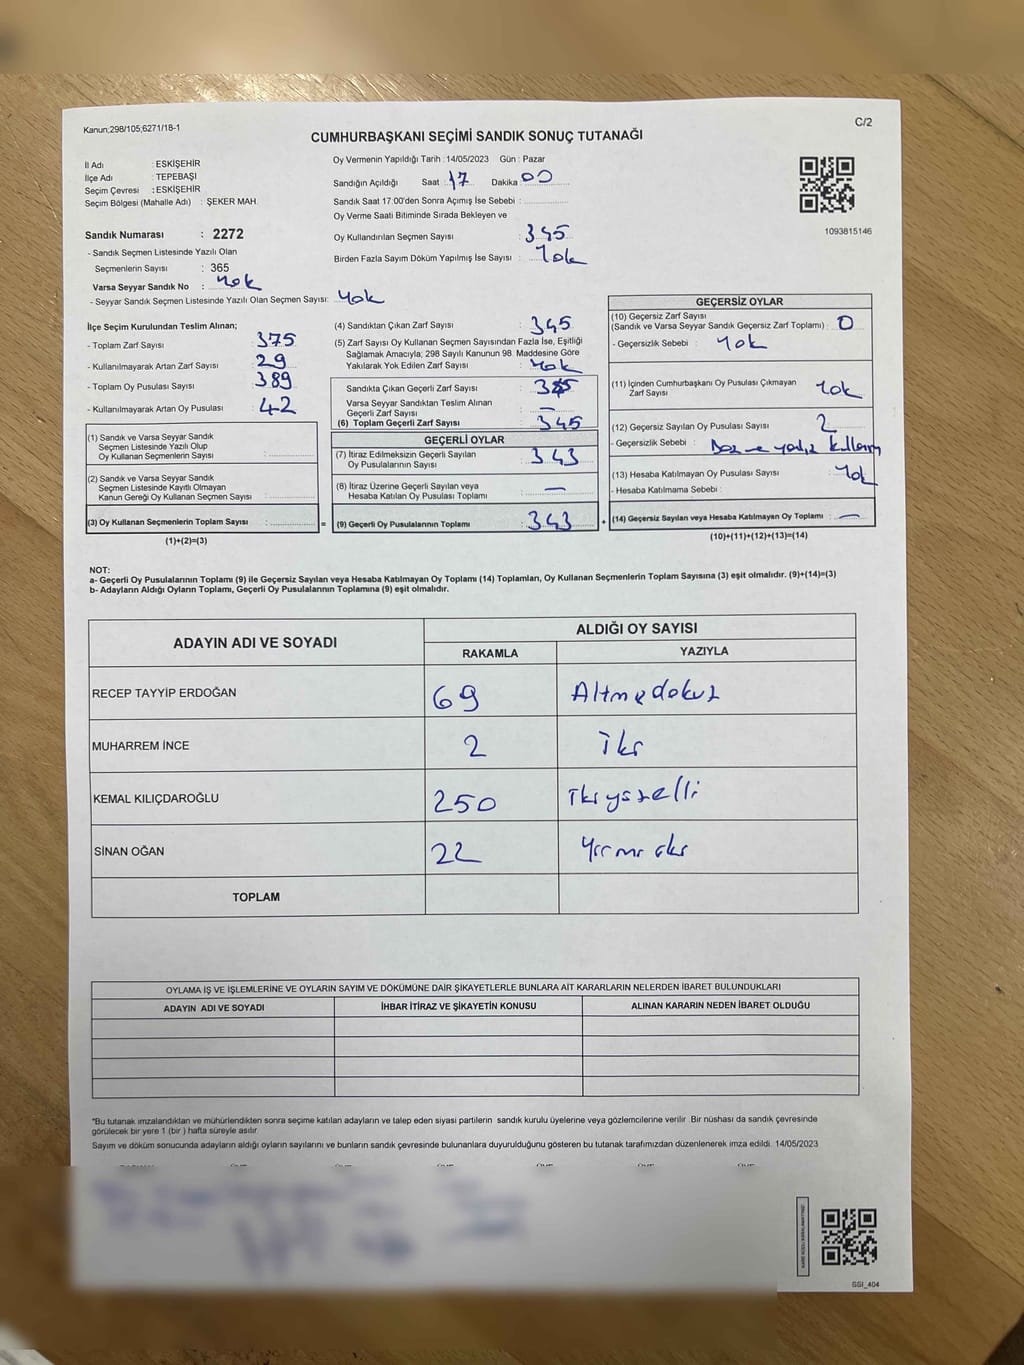 Kanun;298/105;6271/18-1
C/2
CUMHURBAŞKANI SEÇİMİ SANDIK SONUÇ TUTANAĞI
İl Adı : ESKİŞEHİR
İlçe Adı : TEPEBAŞI
Seçim Çevresi : ESKİŞEHİR
Seçim Bölgesi (Mahalle Adı) : ŞEKER MAH.
Sandık Numarası : 2272
- Sandık Seçmen Listesinde Yazılı Olan
Seçmenlerin Sayısı : 365
Varsa Seyyar Sandık No : Yok
- Seyyar Sandık Seçmen Listesinde Yazılı Olan Seçmen Sayısı: Yok
Oy Vermenin Yapıldığı Tarih : 14/05/2023 Gün : Pazar
Sandığın Açıldığı Saat : 17 Dakika : 00
Sandık Saat 17:00'den Sonra Açımış İse Sebebi :
Oy Verme Saati Bitiminde Sırada Bekleyen ve
Oy Kullandırılan Seçmen Sayısı : 345
Birden Fazla Sayım Döküm Yapılmış İse Sayısı : Yok
1093815146
İlçe Seçim Kurulundan Teslim Alınan;
- Toplam Zarf Sayısı : 375
- Kullanılmayarak Artan Zarf Sayısı : 29
- Toplam Oy Pusulası Sayısı : 389
- Kullanılmayarak Artan Oy Pusulası : 42
(1) Sandık ve Varsa Seyyar Sandık
Seçmen Listesinde Yazılı Olup
Oy Kullanan Seçmenlerin Sayısı :
(2) Sandık ve Varsa Seyyar Sandık
Seçmen Listesinde Kayıtlı Olmayan
Kanun Gereği Oy Kullanan Seçmen Sayısı :
(3) Oy Kullanan Seçmenlerin Toplam Sayısı : =
(1)+(2)=(3)
(4) Sandıktan Çıkan Zarf Sayısı : 345
(5) Zarf Sayısı Oy Kullanan Seçmen Sayısından Fazla İse, Eşitliği
Sağlamak Amacıyla; 298 Sayılı Kanunun 98. Maddesine Göre
Yakılarak Yok Edilen Zarf Sayısı : Yok
Sandıkta Çıkan Geçerli Zarf Sayısı : 345
Varsa Seyyar Sandıktan Teslim Alınan
Geçerli Zarf Sayısı : —
(6) Toplam Geçerli Zarf Sayısı : 345
GEÇERLİ OYLAR
(7) İtiraz Edilmeksizin Geçerli Sayılan
Oy Pusulalarının Sayısı : 343
(8) İtiraz Üzerine Geçerli Sayılan veya
Hesaba Katılan Oy Pusulası Toplamı : —
(9) Geçerli Oy Pusulalarının Toplamı : 343 +
GEÇERSİZ OYLAR
(10) Geçersiz Zarf Sayısı
(Sandık ve Varsa Seyyar Sandık Geçersiz Zarf Toplamı) : 0
- Geçersizlik Sebebi : Yok
(11) İçinden Cumhurbaşkanı Oy Pusulası Çıkmayan
Zarf Sayısı Yok
(12) Geçersiz Sayılan Oy Pusulası Sayısı : 2
- Geçersizlik Sebebi :
(13) Hesaba Katılmayan Oy Pusulası Sayısı : Yok
- Hesaba Katılmama Sebebi :
(14) Geçersiz Sayılan veya Hesaba Katılmayan Oy Toplamı : —
(10)+(11)+(12)+(13)=(14)
NOT:
a- Geçerli Oy Pusulalarının Toplamı (9) ile Geçersiz Sayılan veya Hesaba Katılmayan Oy Toplamı (14) Toplamları, Oy Kullanan Seçmenlerin Toplam Sayısına (3) eşit olmalıdır. (9)+(14)=(3)
b- Adayların Aldığı Oyların Toplamı, Geçerli Oy Pusulalarının Toplamına (9) eşit olmalıdır.
ADAYIN ADI VE SOYADI ALDIĞI OY SAYISI
RAKAMLA YAZIYLA
RECEP TAYYİP ERDOĞAN 69 Altmışdokuz
MUHARREM İNCE 2 iki
KEMAL KILIÇDAROĞLU 250 ikiyüzelli
SİNAN OĞAN 22 Yirmi iki
TOPLAM
OYLAMA İŞ VE İŞLEMLERİNE VE OYLARIN SAYIM VE DÖKÜMÜNE DAİR ŞİKAYETLERLE BUNLARA AİT KARARLARIN NELERDEN İBARET BULUNDUKLARI
ADAYIN ADI VE SOYADI İHBAR İTİRAZ VE ŞİKAYETİN KONUSU ALINAN KARARIN NEDEN İBARET OLDUĞU
*Bu tutanak imzalandıktan ve mühürlendikten sonra seçime katılan adayların ve talep eden siyasi partilerin sandık kurulu üyelerine veya gözlemcilerine verilir. Bir nüshası da sandık çevresinde
görülecek bir yere 1 (bir) hafta süreyle asılır.
Sayım ve döküm sonucunda adayların aldığı oyların sayılarını ve bunların sandık çevresinde bulunanlara duyurulduğunu gösteren bu tutanak tarafımızdan düzenlenerek imza edildi. 14/05/2023
GSI_404